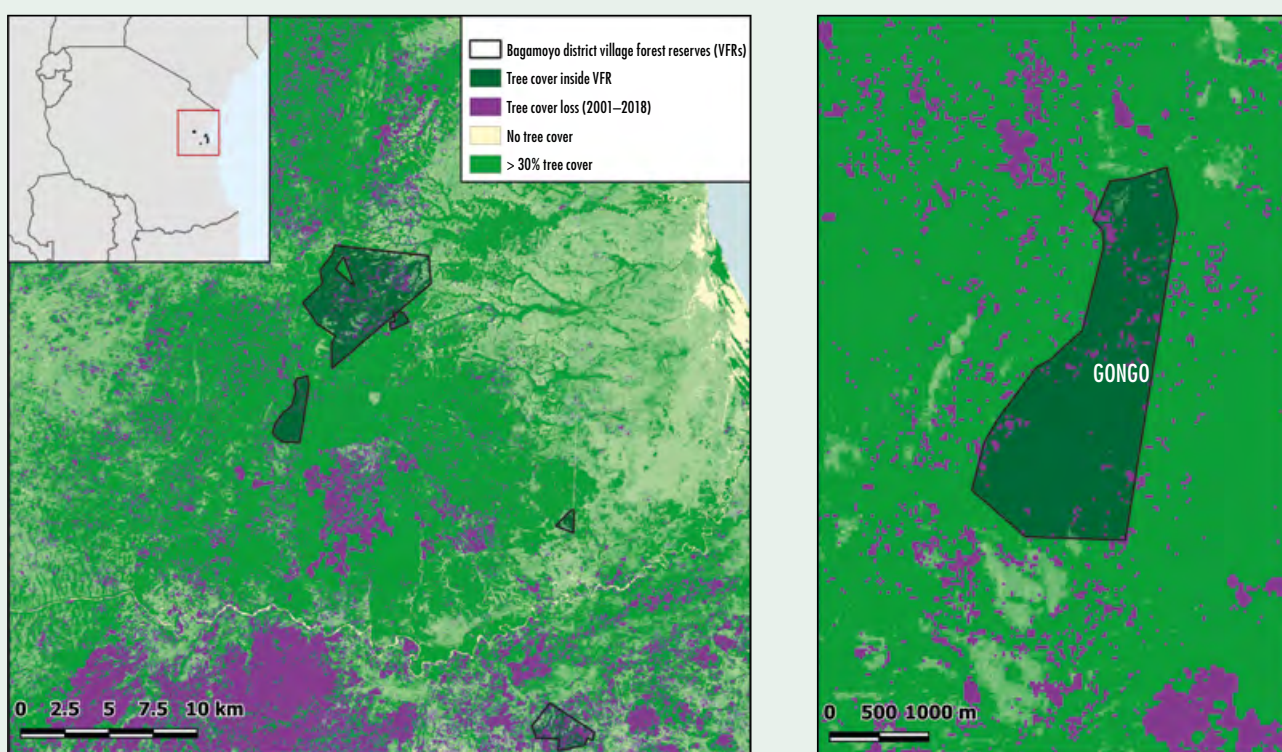 Bagamoyo district village forest reserves (VFRs)
Tree cover inside VFR
Tree cover loss (2001–2018)
No tree cover
> 30% tree cover
0 2.5 5 7.5 10 km
GONGO
0 500 1000 m